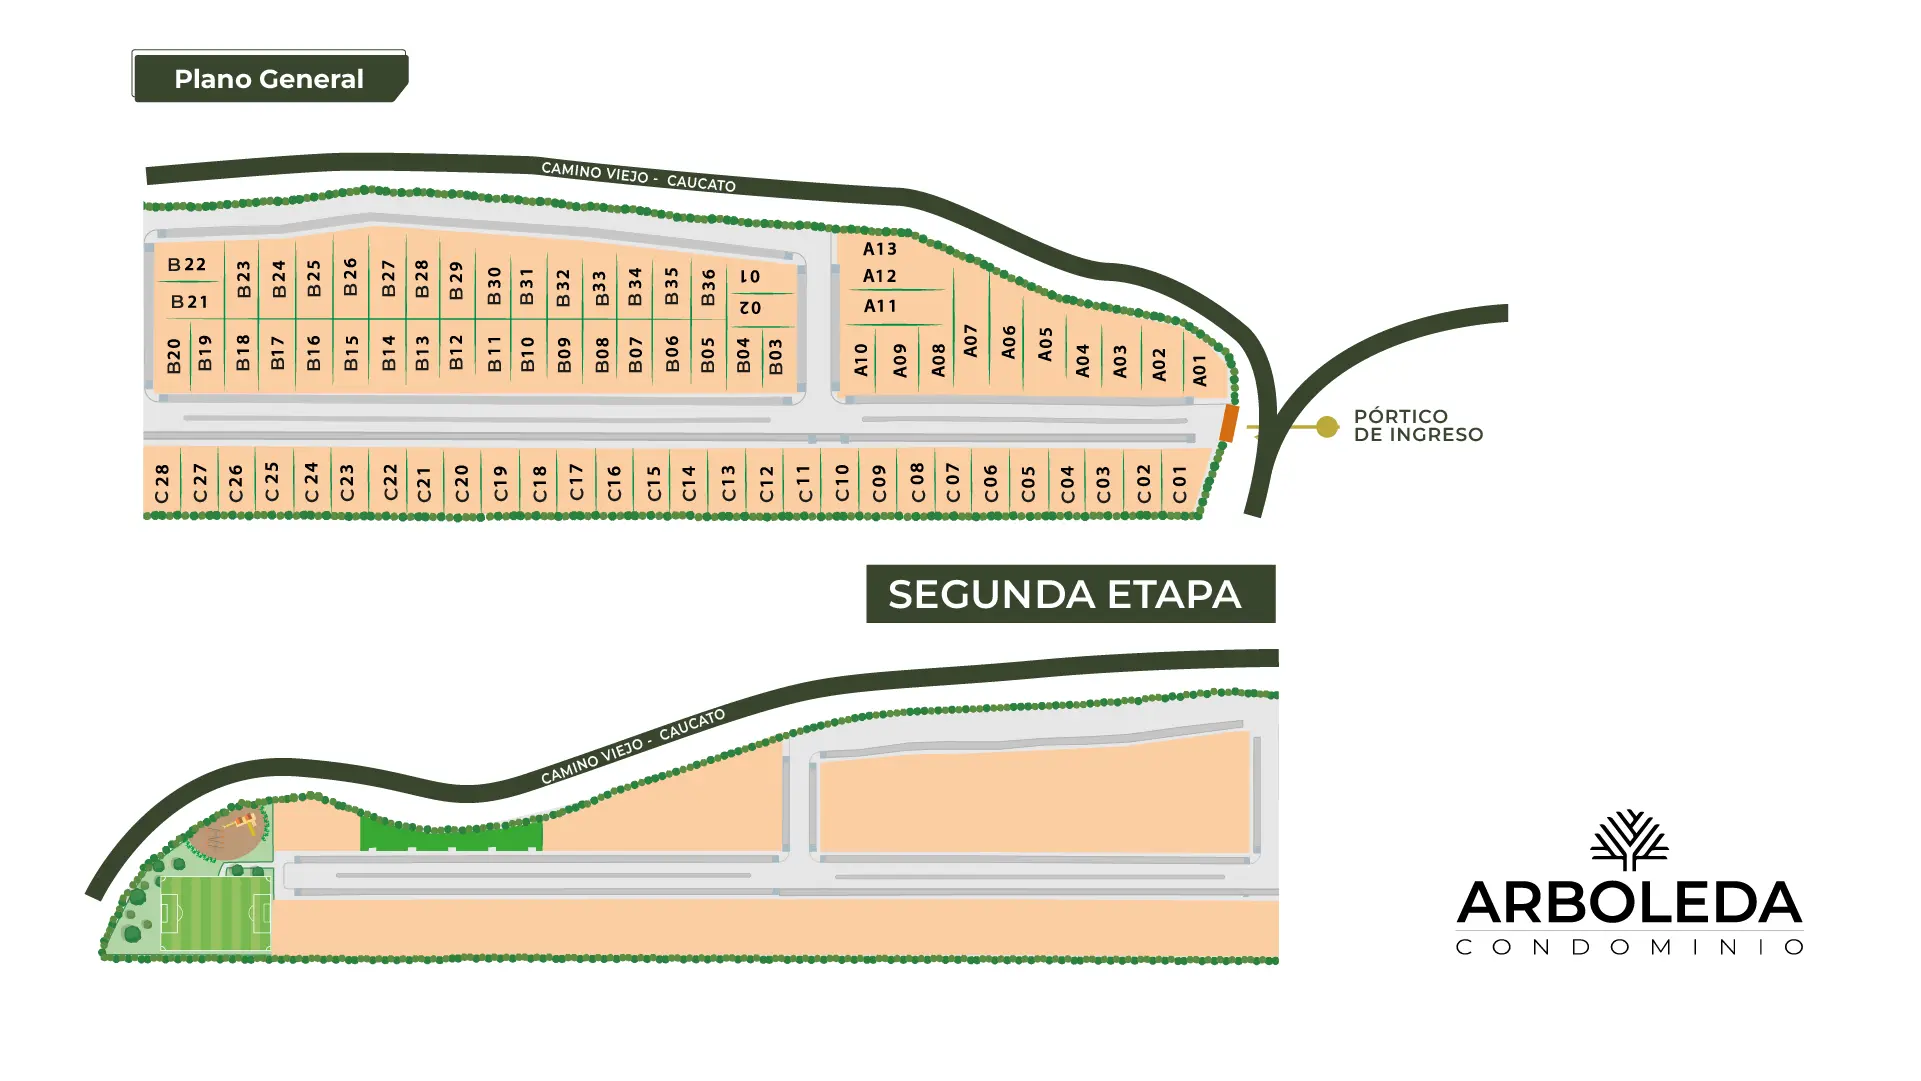 Plano General
CAMINO VIEJO - CAUCATO
A13
B22 B23 B24 B25 B26 B27 B28 B29 B30 B31 B32 B33 B34 B35 B36 01 A12
B21 02 A11
B20 B19 B18 B17 B16 B15 B14 B13 B12 B11 B10 B09 B08 B07 B06 B05 B04 B03 A10 A09 A08 A07 A06 A05 A04 A03 A02 A01
PÓRTICO
DE INGRESO
C28 C27 C26 C25 C24 C23 C22 C21 C20 C19 C18 C17 C16 C15 C14 C13 C12 C11 C10 C09 C08 C07 C06 C05 C04 C03 C02 C01
SEGUNDA ETAPA
CAMINO VIEJO - CAUCATO
ARBOLEDA
CONDOMINIO